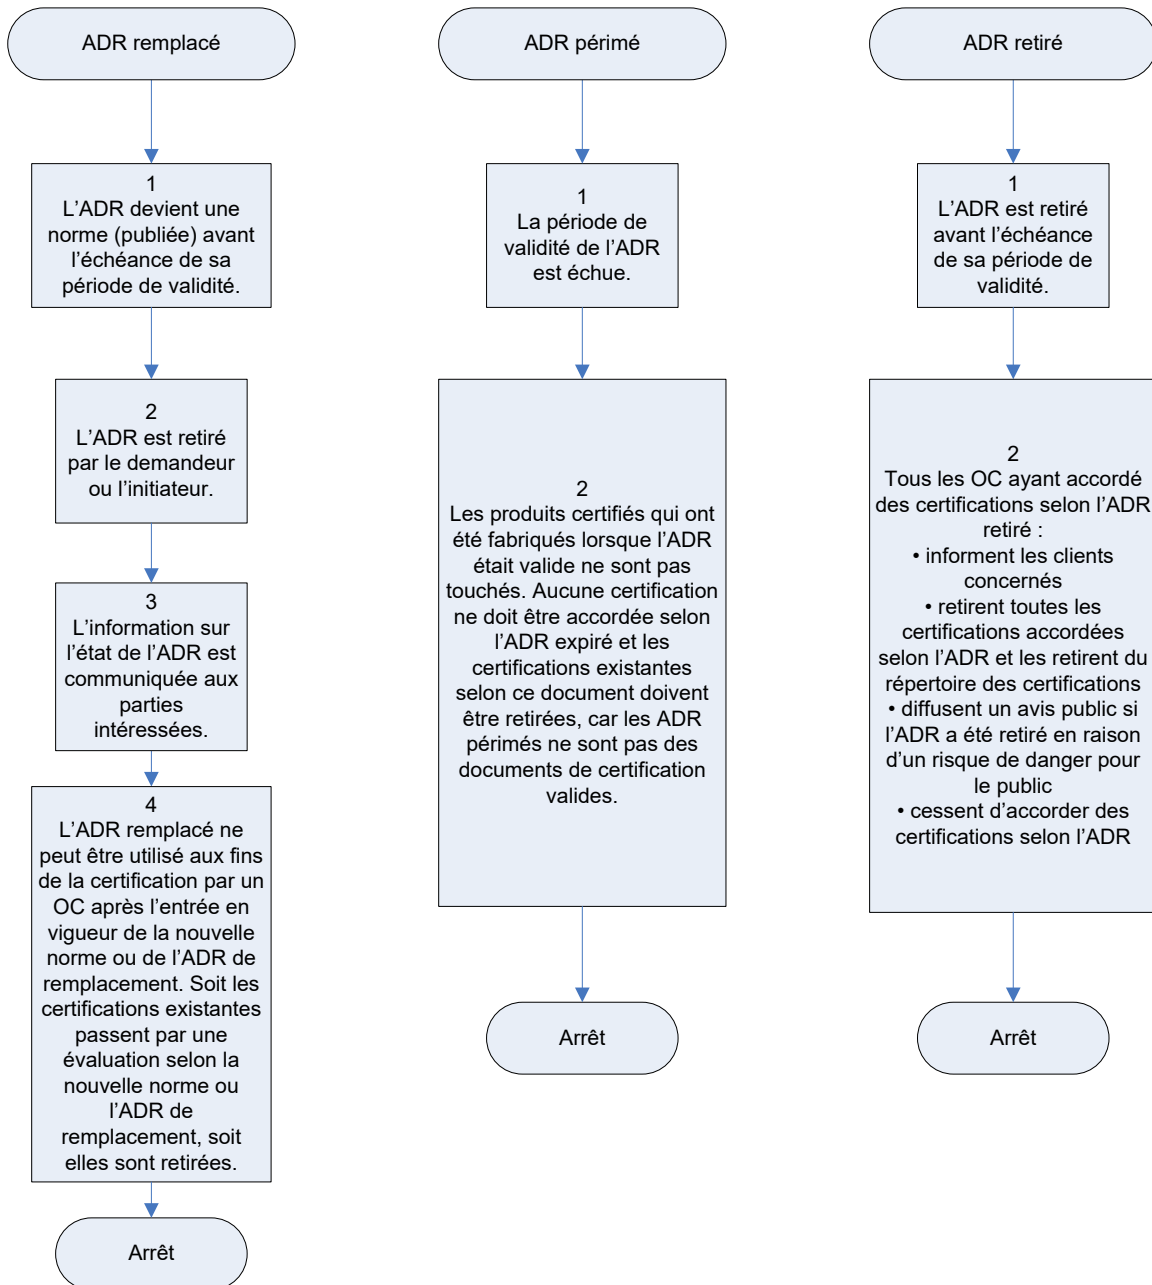 ADR remplacé
1
L’ADR devient une
norme (publiée) avant
l’échéance de sa
période de validité.
2
L’ADR est retiré
par le demandeur
ou l’initiateur.
3
L’information sur
l’état de l’ADR est
communiquée aux
parties
intéressées.
4
L’ADR remplacé ne
peut être utilisé aux fins
de la certification par un
OC après l’entrée en
vigueur de la nouvelle
norme ou de l’ADR de
remplacement. Soit les
certifications existantes
passent par une
évaluation selon la
nouvelle norme ou
l’ADR de
remplacement, soit
elles sont retirées.
Arrêt
ADR périmé
1
La période de
validité de l’ADR
est échue.
2
Les produits certifiés qui ont
été fabriqués lorsque l’ADR
était valide ne sont pas
touchés. Aucune certification
ne doit être accordée selon
l’ADR expiré et les
certifications existantes
selon ce document doivent
être retirées, car les ADR
périmés ne sont pas des
documents de certification
valides.
Arrêt
ADR retiré
1
L’ADR est retiré
avant l’échéance
de sa période de
validité.
2
Tous les OC ayant accordé
des certifications selon l’ADR
retiré :
• informent les clients
concernés
• retirent toutes les
certifications accordées
selon l’ADR et les retirent du
répertoire des certifications
• diffusent un avis public si
l’ADR a été retiré en raison
d’un risque de danger pour
le public
• cessent d’accorder des
certifications selon l’ADR
Arrêt